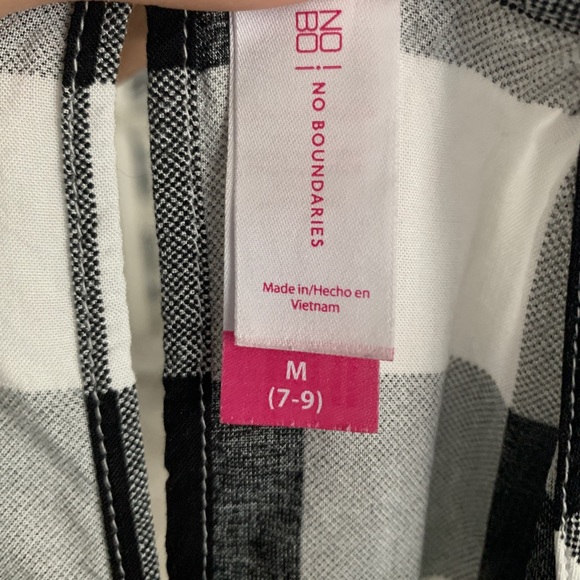 NO!
BO!
NO BOUNDARIES
Made in/Hecho en
Vietnam
M
(7-9)